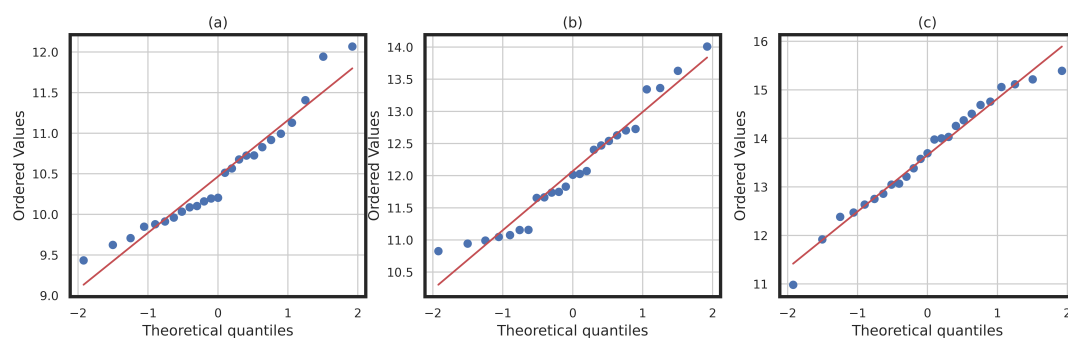 (a)
Ordered Values
12.0
11.5
11.0
10.5
10.0
9.5
9.0
−2 −1 0 1 2
Theoretical quantiles
(b)
Ordered Values
14.0
13.5
13.0
12.5
12.0
11.5
11.0
10.5
−2 −1 0 1 2
Theoretical quantiles
(c)
Ordered Values
16
15
14
13
12
11
−2 −1 0 1 2
Theoretical quantiles